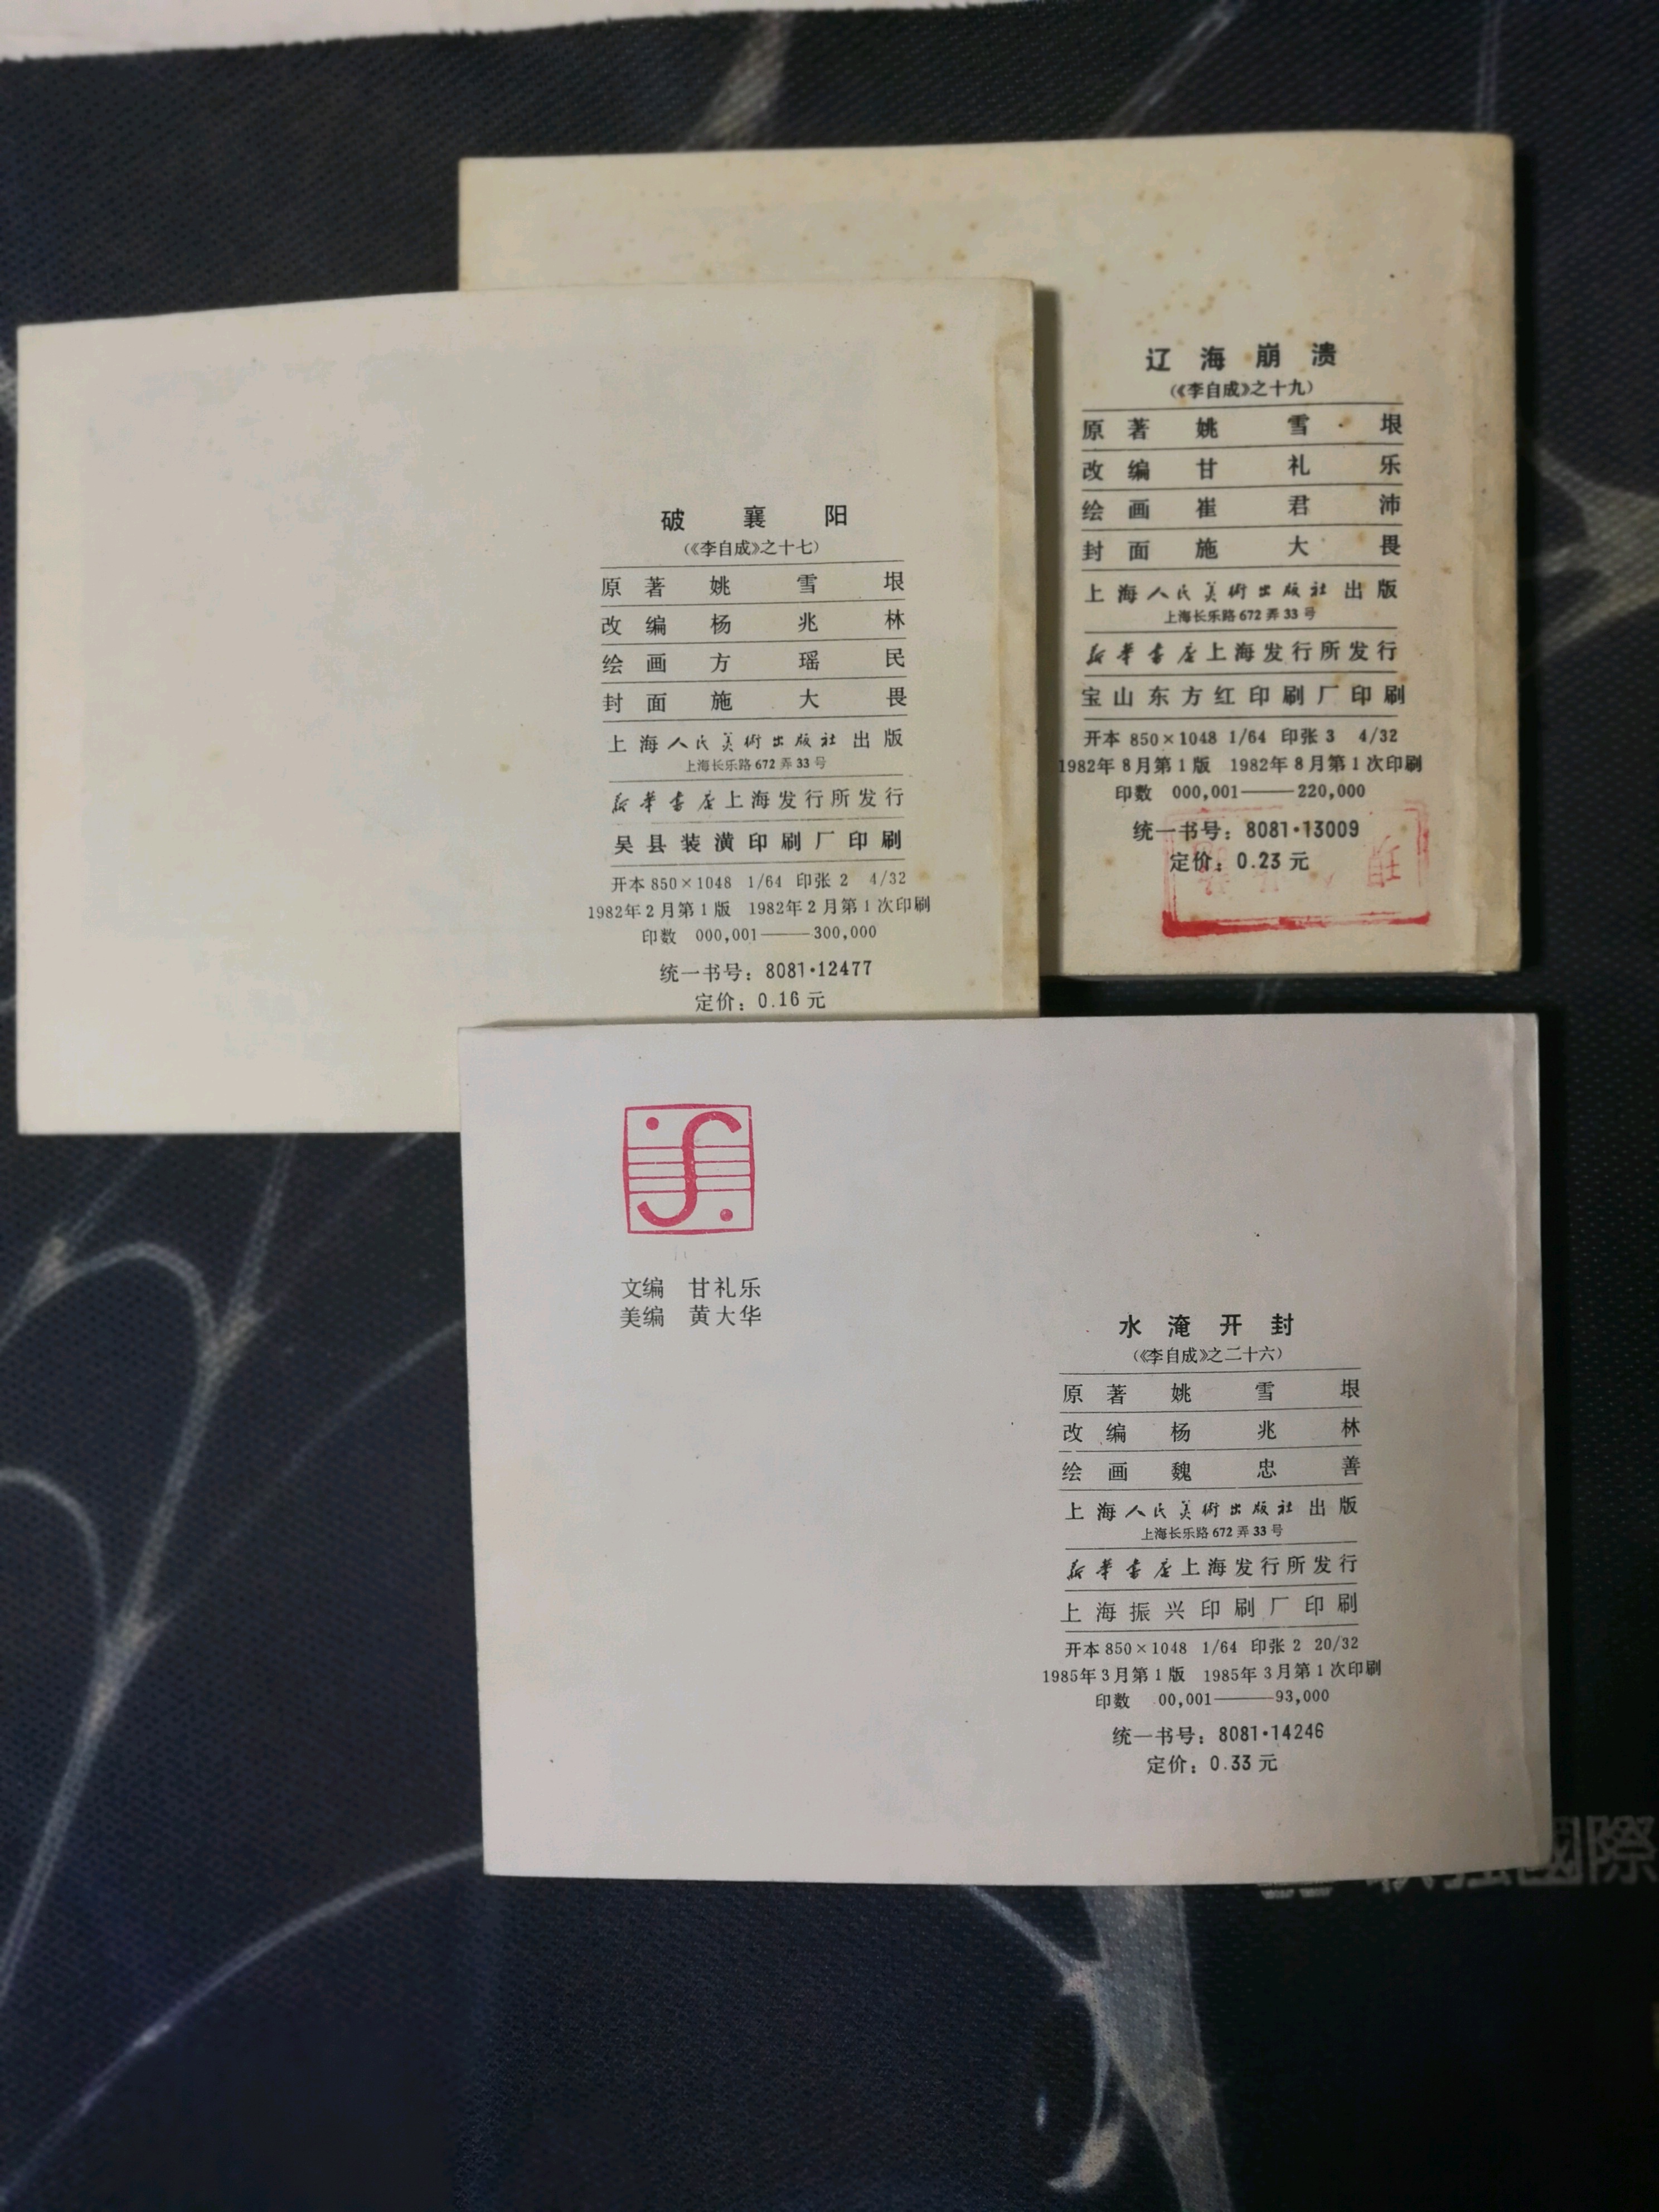 辽海崩溃
(《李自成》之十九)
原著 姚雪垠
改编 甘礼乐
绘画 崔君沛
封面 施大畏
上海人民美術出版社出版
上海长乐路672弄33号
新华书店上海发行所发行
宝山东方红印刷厂印刷
开本 850×1048 1/64 印张 3 4/32
1982年8月第1版 1982年8月第1次印刷
印数 000,001——220,000
统一书号：8081·13009
定价：0.23元
破襄阳
(《李自成》之十七)
原著 姚雪垠
改编 杨兆林
绘画 方瑶民
封面 施大畏
上海人民美術出版社出版
上海长乐路672弄33号
新华书店上海发行所发行
吴县装潢印刷厂印刷
开本 850×1048 1/64 印张 2 4/32
1982年2月第1版 1982年2月第1次印刷
印数 000,001——300,000
统一书号：8081·12477
定价：0.16元
文编 甘礼乐
美编 黄大华
水淹开封
(《李自成》之二十六)
原著 姚雪垠
改编 杨兆林
绘画 魏忠善
上海人民美術出版社出版
上海长乐路672弄33号
新华书店上海发行所发行
上海振兴印刷厂印刷
开本 850×1048 1/64 印张 2 20/32
1985年3月第1版 1985年3月第1次印刷
印数 00,001——93,000
统一书号：8081·14246
定价：0.33元
國際